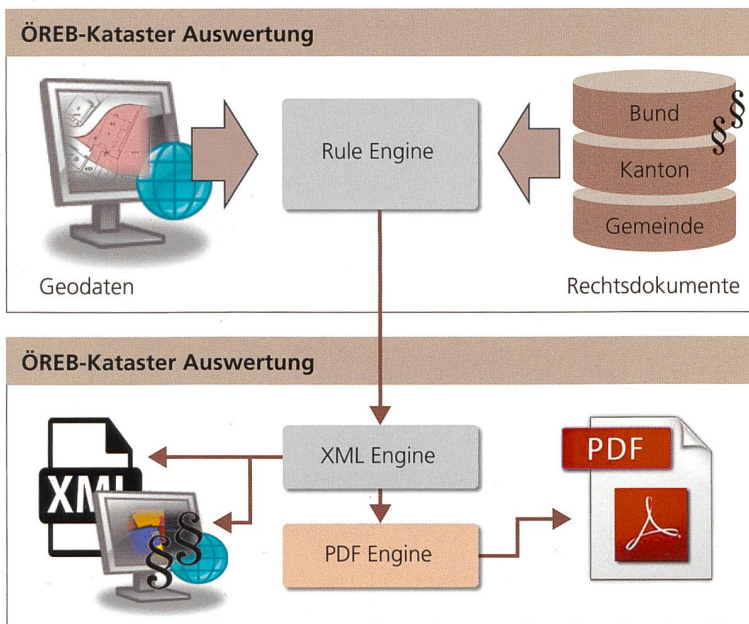 ÖREB-Kataster Auswertung
Bund
§§
Rule Engine
Kanton
Gemeinde
Geodaten
Rechtsdokumente
ÖREB-Kataster Auswertung
XML Engine
PDF
XML
§§
PDF Engine